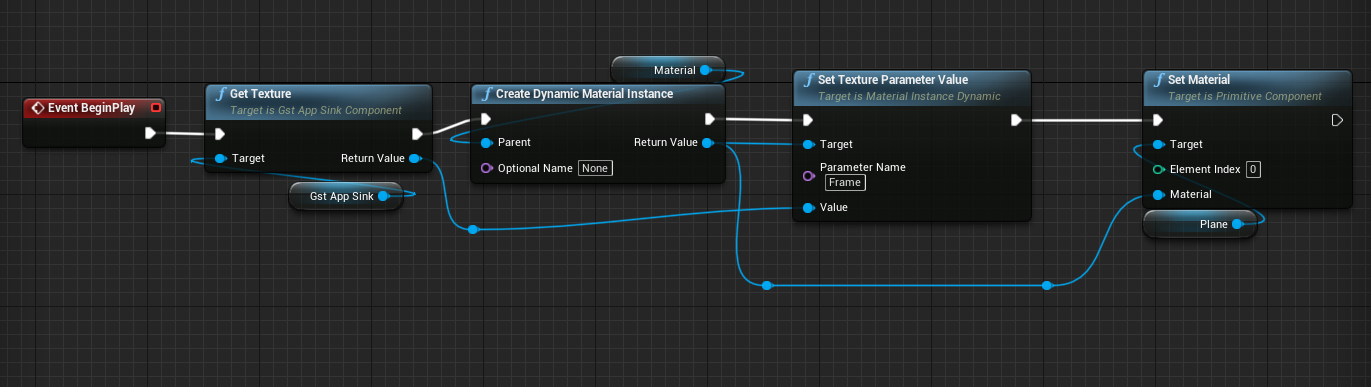 Event BeginPlay
Get Texture
Target is Gst App Sink Component
Target
Return Value
Gst App Sink
Material
Create Dynamic Material Instance
Parent
Return Value
Optional Name None
Set Texture Parameter Value
Target is Material Instance Dynamic
Target
Parameter Name
Frame
Value
Set Material
Target is Primitive Component
Target
Element Index 0
Material
Plane